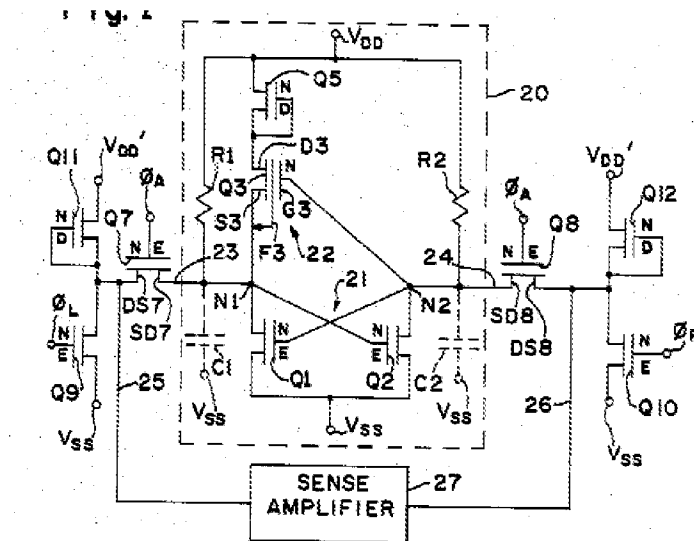 VDD
Q5
N
D
20
VDD'
Q11
D3
R1
R2
VDD'
ØA
Q3
N
ØA
Q12
N
D
Q7
S3
G3
Q8
N
D
N E
23
F3
22
24
N E
ØL
DS7
SD7
N1
21
N2
SD8
DS8
N
E
N
E
N
E
N
E
ØR
Q9
25
C1
Q1
Q2
C2
26
Q10
VSS
VSS
VSS
VSS
VSS
27
SENSE
AMPLIFIER